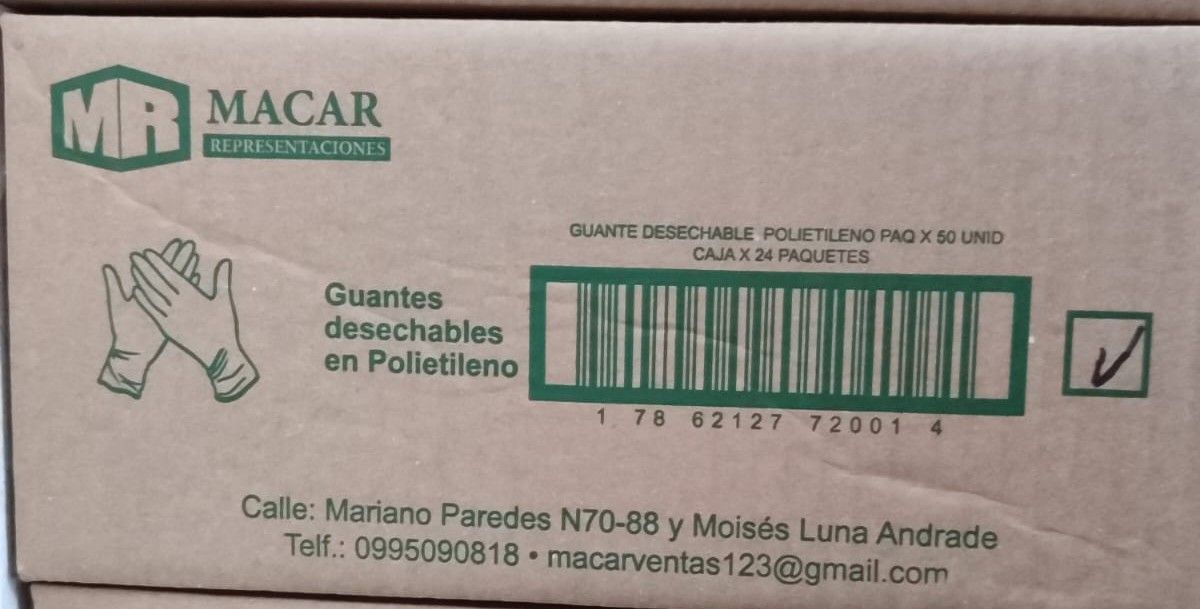 MR
MACAR
REPRESENTACIONES
GUANTE DESECHABLE POLIETILENO PAQ X 50 UNID
CAJA X 24 PAQUETES
Guantes
desechables
en Polietileno
1 78 62127 72001 4
Calle: Mariano Paredes N70-88 y Moisés Luna Andrade
Telf.: 0995090818 • macarventas123@gmail.com